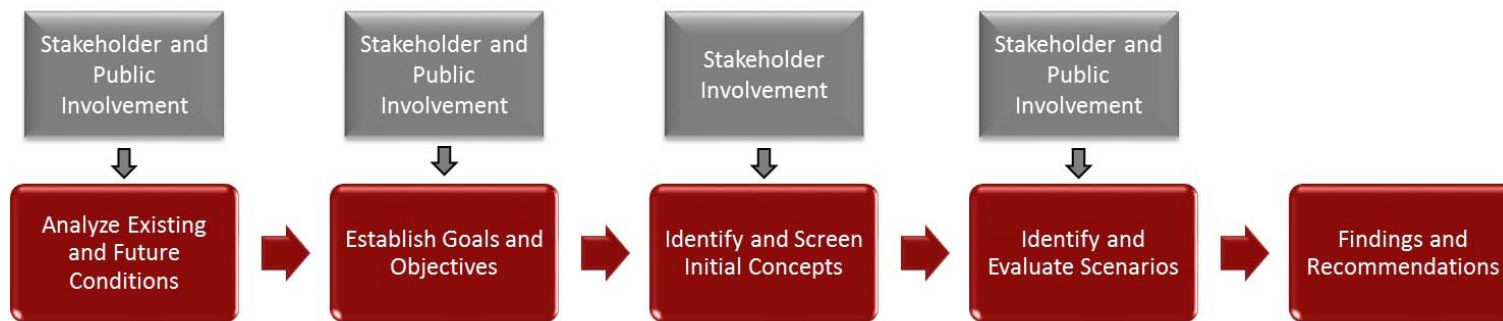 Stakeholder and
Public
Involvement
Stakeholder and
Public
Involvement
Stakeholder
Involvement
Stakeholder and
Public
Involvement
Analyze Existing
and Future
Conditions
Establish Goals and
Objectives
Identify and Screen
Initial Concepts
Identify and
Evaluate Scenarios
Findings and
Recommendations